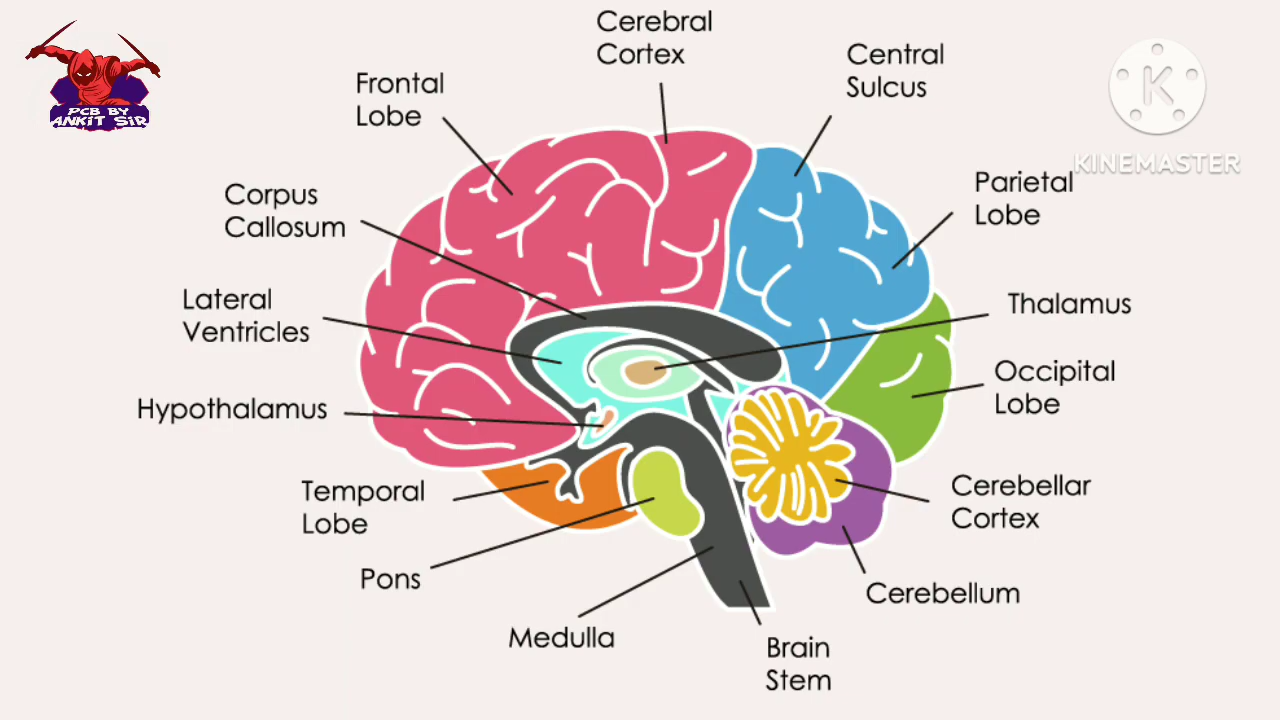 PCB BY
ANKIT SIR
Cerebral
Cortex
Central
Sulcus
Frontal
Lobe
KINEMASTER
K
Corpus
Callosum
Parietal
Lobe
Lateral
Ventricles
Thalamus
Hypothalamus
Occipital
Lobe
Temporal
Lobe
Cerebellar
Cortex
Pons
Cerebellum
Medulla
Brain
Stem